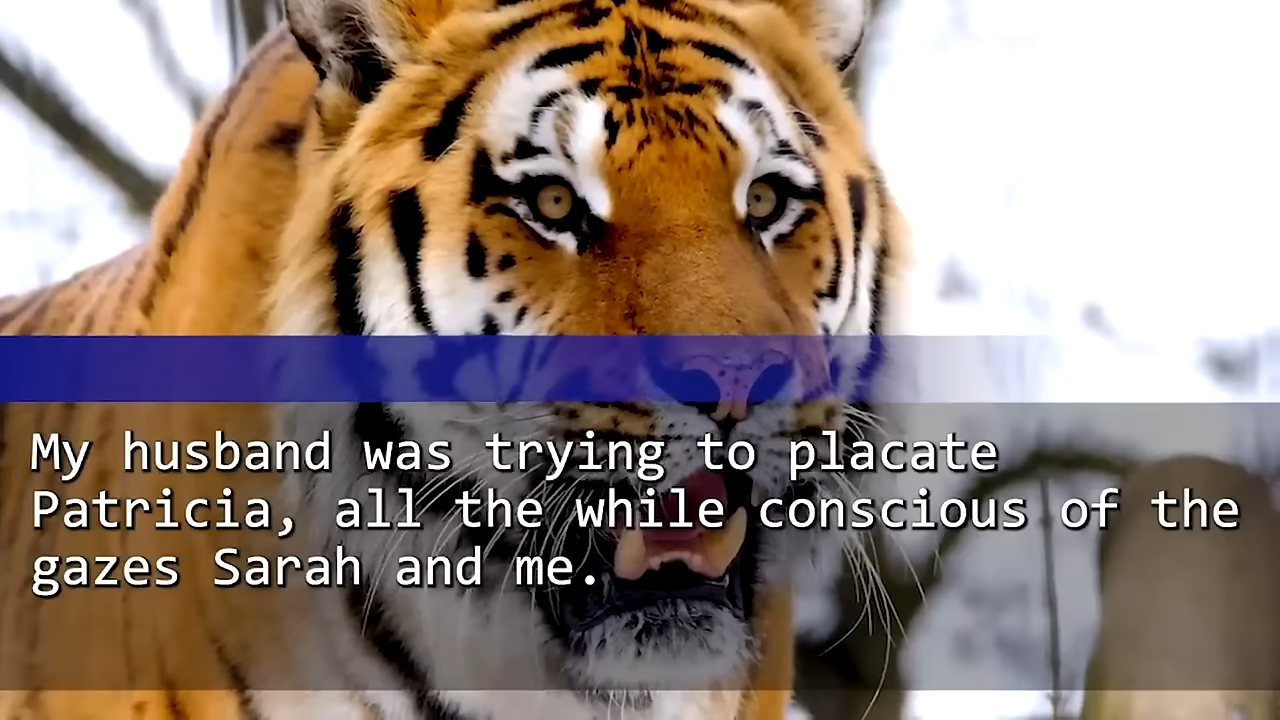 My husband was trying to placate
Patricia, all the while conscious of the
gazes Sarah and me.